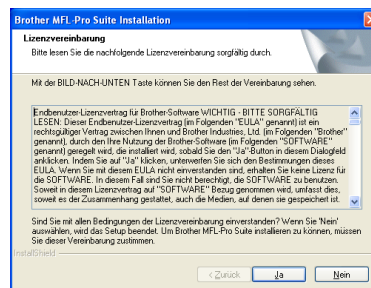 Brother MFL-Pro Suite Installation
Lizenzvereinbarung
Bitte lesen Sie die nachfolgende Lizenzvereinbarung sorgfältig durch.
Mit der BILD-NACH-UNTEN Taste können Sie den Rest der Vereinbarung sehen.
Endbenutzer-Lizenzvertrag für Brother-Software WICHTIG - BITTE SORGFÄLTIG
LESEN: Dieser Endbenutzer-Lizenzvertrag (im Folgenden "EULA" genannt) ist ein
rechtsgültiger Vertrag zwischen Ihnen und Brother Industries, Ltd. (im Folgenden "Brother"
genannt), durch den Ihre Nutzung der Brother-Software (im Folgenden "SOFTWARE"
genannt) geregelt wird, die installiert wird, sobald Sie den "Ja"-Button in diesem Dialogfeld
anklicken. Indem Sie auf "Ja" klicken, unterwerfen Sie sich den Bestimmungen dieses
EULA. Wenn Sie mit diesem EULA nicht einverstanden sind, erhalten Sie keine Lizenz für
die SOFTWARE. In diesem Fall sind Sie nicht berechtigt, die SOFTWARE zu benutzen.
Soweit in diesem Lizenzvertrag auf "SOFTWARE" Bezug genommen wird, umfasst dies,
soweit es der Zusammenhang gestattet, auch die Medien, auf denen sie gespeichert ist.
Sind Sie mit allen Bedingungen der Lizenzvereinbarung einverstanden? Wenn Sie 'Nein'
auswählen, wird das Setup beendet. Um Brother MFL-Pro Suite installieren zu können, müssen
Sie dieser Vereinbarung zustimmen.
InstallShield
< Zurück
Ja
Nein